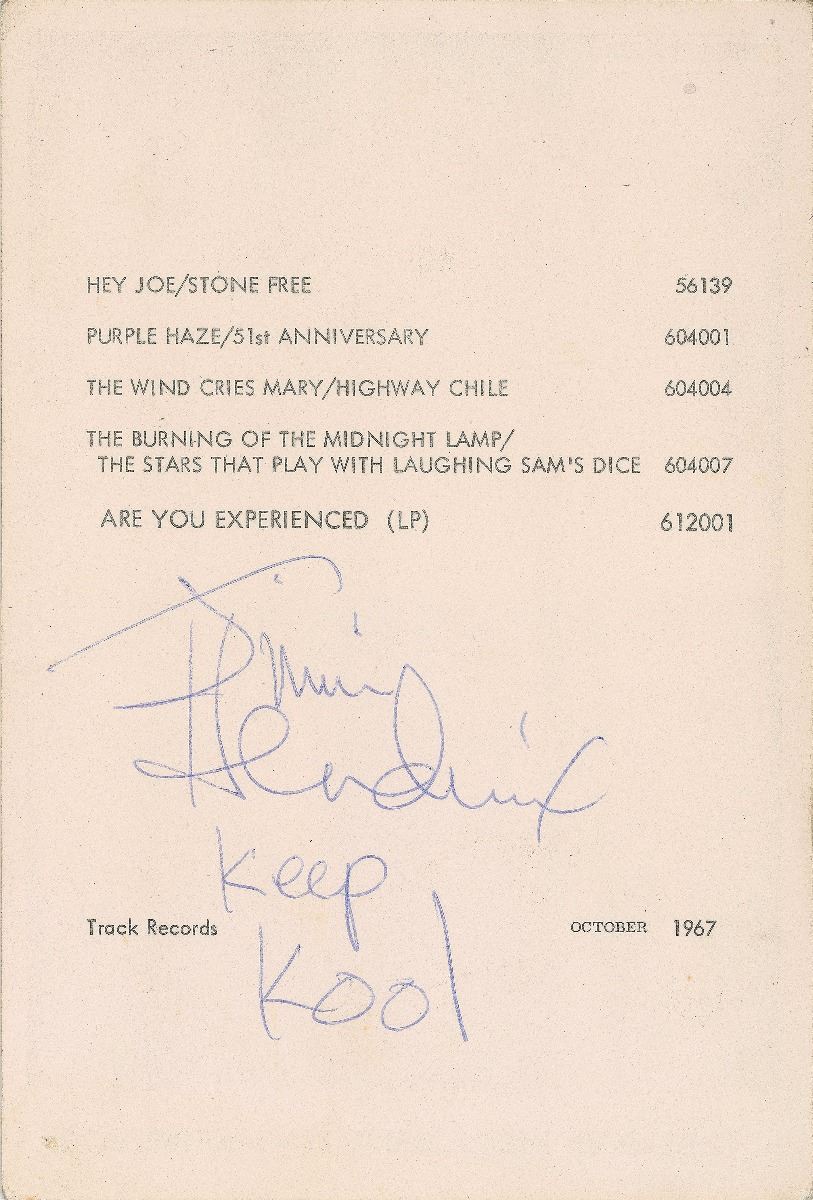 HEY JOE/STONE FREE 56139
PURPLE HAZE/51st ANNIVERSARY 604001
THE WIND CRIES MARY/HIGHWAY CHILE 604004
THE BURNING OF THE MIDNIGHT LAMP/
THE STARS THAT PLAY WITH LAUGHING SAM'S DICE 604007
ARE YOU EXPERIENCED (LP) 612001
Jimi
Hendrix
Keep
Track Records OCTOBER 1967
Kool